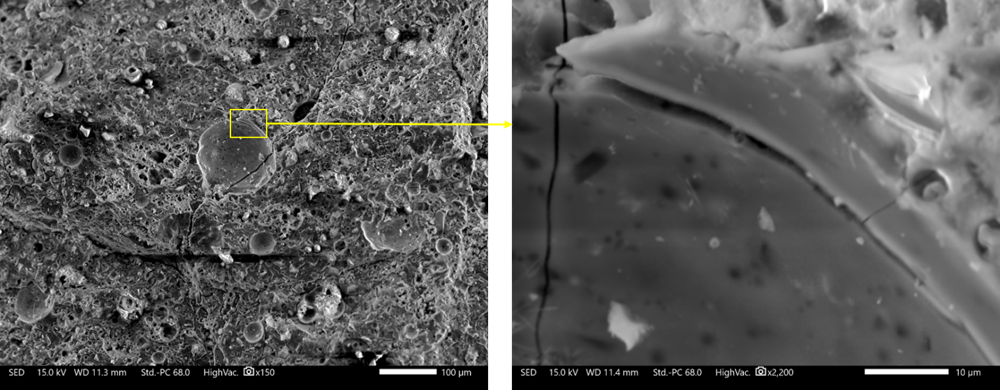 SED 15.0 kV WD 11.3 mm Std.-PC 68.0 HighVac. x150 100 µm
SED 15.0 kV WD 11.4 mm Std.-PC 68.0 HighVac. x2,200 10 µm